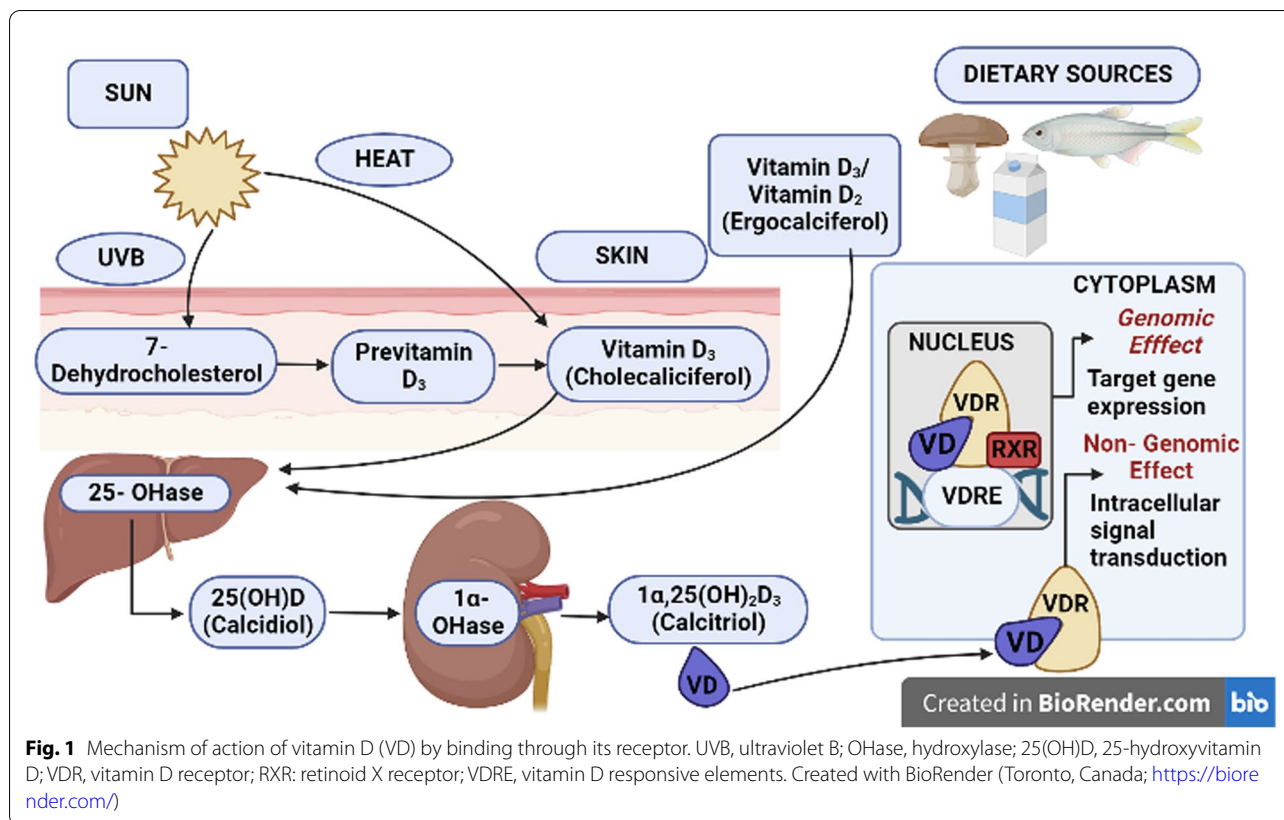 SUN
HEAT
UVB
SKIN
DIETARY SOURCES
Vitamin D₃/
Vitamin D₂
(Ergocalciferol)
7-
Dehydrocholesterol
Previtamin
D₃
Vitamin D₃
(Cholecaliciferol)
25- OHase
25(OH)D
(Calcidiol)
1α-
OHase
1α,25(OH)₂D₃
(Calcitriol)
VD
CYTOPLASM
NUCLEUS
VDR
VD
RXR
VDRE
Genomic
Efffect
Target gene
expression
Non- Genomic
Effect
Intracellular
signal
transduction
VDR
VD
Created in BioRender.com bio
Fig. 1 Mechanism of action of vitamin D (VD) by binding through its receptor. UVB, ultraviolet B; OHase, hydroxylase; 25(OH)D, 25-hydroxyvitamin
D; VDR, vitamin D receptor; RXR: retinoid X receptor; VDRE, vitamin D responsive elements. Created with BioRender (Toronto, Canada; https://biore
nder.com/)